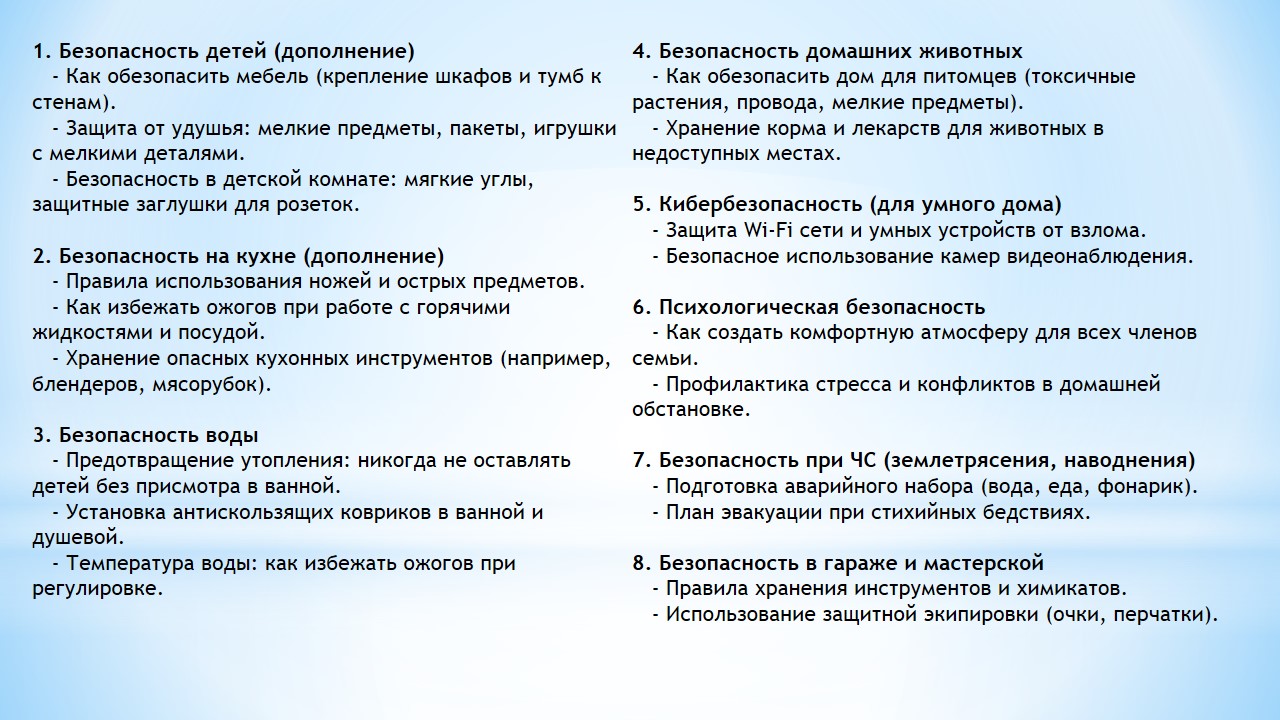 1. Безопасность детей (дополнение)
- Как обезопасить мебель (крепление шкафов и тумб к
стенам).
- Защита от удушья: мелкие предметы, пакеты, игрушки
с мелкими деталями.
- Безопасность в детской комнате: мягкие углы,
защитные заглушки для розеток.
2. Безопасность на кухне (дополнение)
- Правила использования ножей и острых предметов.
- Как избежать ожогов при работе с горячими
жидкостями и посудой.
- Хранение опасных кухонных инструментов (например,
блендеров, мясорубок).
3. Безопасность воды
- Предотвращение утопления: никогда не оставлять
детей без присмотра в ванной.
- Установка антискользящих ковриков в ванной и
душевой.
- Температура воды: как избежать ожогов при
регулировке.
4. Безопасность домашних животных
- Как обезопасить дом для питомцев (токсичные
растения, провода, мелкие предметы).
- Хранение корма и лекарств для животных в
недоступных местах.
5. Кибербезопасность (для умного дома)
- Защита Wi-Fi сети и умных устройств от взлома.
- Безопасное использование камер видеонаблюдения.
6. Психологическая безопасность
- Как создать комфортную атмосферу для всех членов
семьи.
- Профилактика стресса и конфликтов в домашней
обстановке.
7. Безопасность при ЧС (землетрясения, наводнения)
- Подготовка аварийного набора (вода, еда, фонарик).
- План эвакуации при стихийных бедствиях.
8. Безопасность в гараже и мастерской
- Правила хранения инструментов и химикатов.
- Использование защитной экипировки (очки, перчатки).